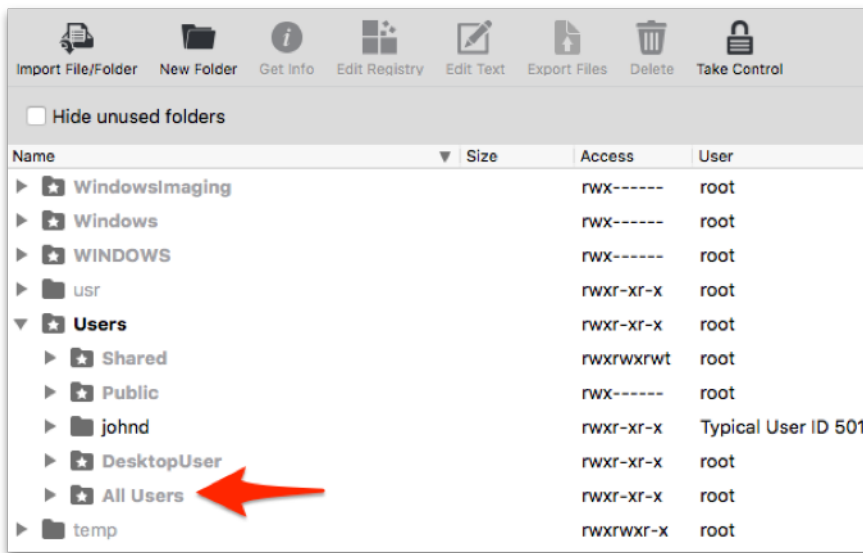 Import File/Folder New Folder Get Info Edit Registry Edit Text Export Files Delete Take Control
Hide unused folders
Name Size Access User
WindowsImaging rwx------ root
Windows rwx------ root
WINDOWS rwx------ root
usr rwxr-xr-x root
Users rwxr-xr-x root
Shared rwxrwxrwt root
Public rwx------ root
johnd rwxr-xr-x Typical User ID 501
DesktopUser rwxr-xr-x root
All Users rwxr-xr-x root
temp rwxrwxr-x root